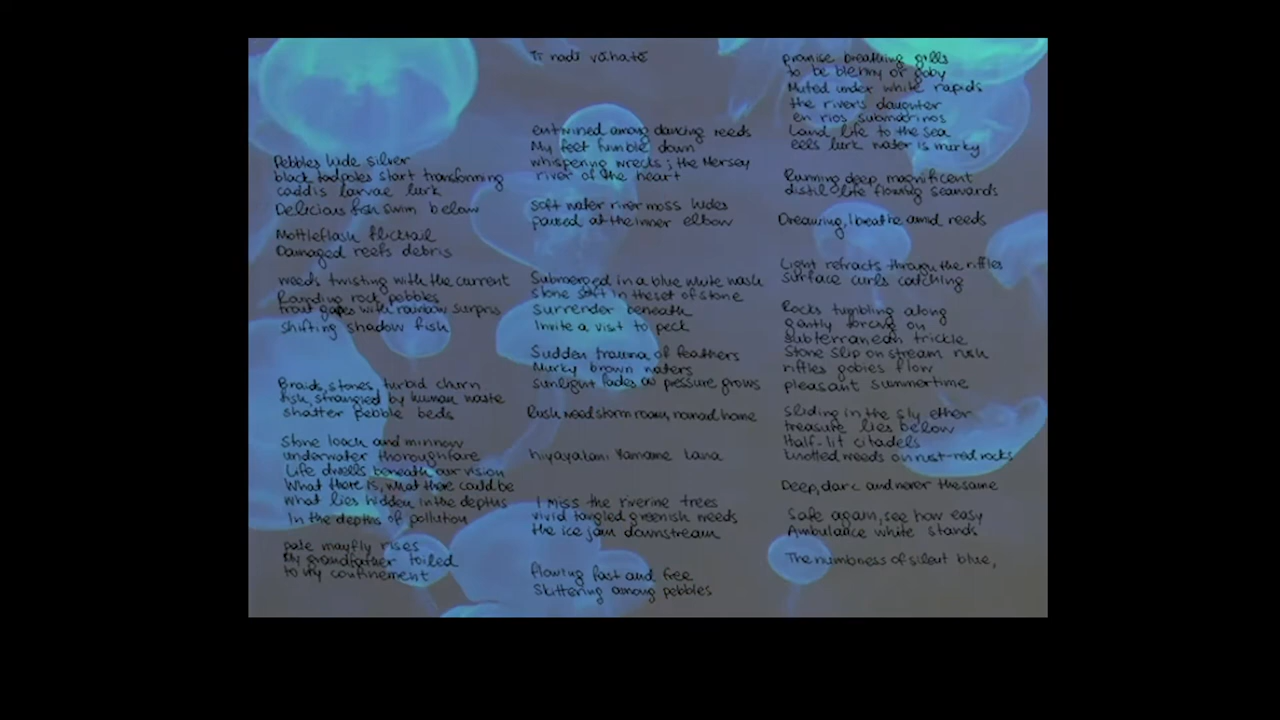 Pebbles hide silver
black tadpoles start transforming
caddis larvae lurk
Delicious fish swim below
Mottleflash flicktail
Damaged reefs debris
weeds twisting with the current
Rounding rock pebbles
trout gapes with rainbow surpris
shifting shadow fish
Braids, stones, turbid churn
fish, strangled by human waste
shatter pebble beds
Stone loach and minnow
underwater thoroughfare
Life dwells beneath our vision
What there is, what there could be
what lies hidden in the depths
In the depths of pollution
pale mayfly rises
My grandfather toiled
to my confinement
Ti nadi vahate
entwined among dancing reeds
My feet fumble down
whispering wrecks; the Mersey
river of the heart
soft water river moss hides
paused at the inner elbow
Submerged in a blue white wash
stone soft in the set of stone
surrender beneath
Invite a visit to peck
Sudden trauma of feathers
Murky brown waters
sunlight fades as pressure grows
Rush need storm roam, nomad home
hiyayalani Yamame Lana
I miss the riverine trees
vivid tangled greenish weeds
the ice jam downstream
flowing fast and free
Skittering among pebbles
promise breathing gills
to be blenny or goby
Muted under white rapids
the river's daughter
en rios submarinos
Land life to the sea
eels lurk water is murky
Running deep magnificent
distil life flowing seawards
Dreaming, I breathe amid reeds
Light refracts through the riffles
surface curls catching
Rocks tumbling along
gently forcing on
subterranean trickle
Stone slip on stream rush
riffles gobies flow
pleasant summertime
sliding in the sly ether
treasure lies below
Half-lit citadels
knotted weeds on rust-red rocks
Deep, darc and never the same
Safe again, see how easy
Ambulance white stands
The numbness of silent blue,